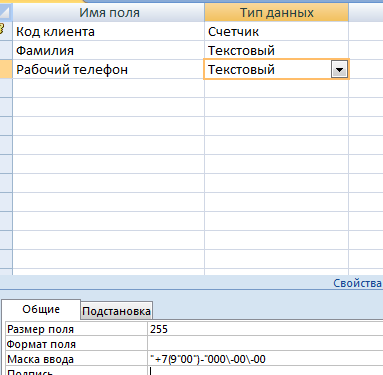 Имя поля Тип данных
Код клиента Счетчик
Фамилия Текстовый
Рабочий телефон Текстовый
Свойства
Общие Подстановка
Размер поля 255
Формат поля
Маска ввода "+7(9"00")-"000\-00\-00
Подпись